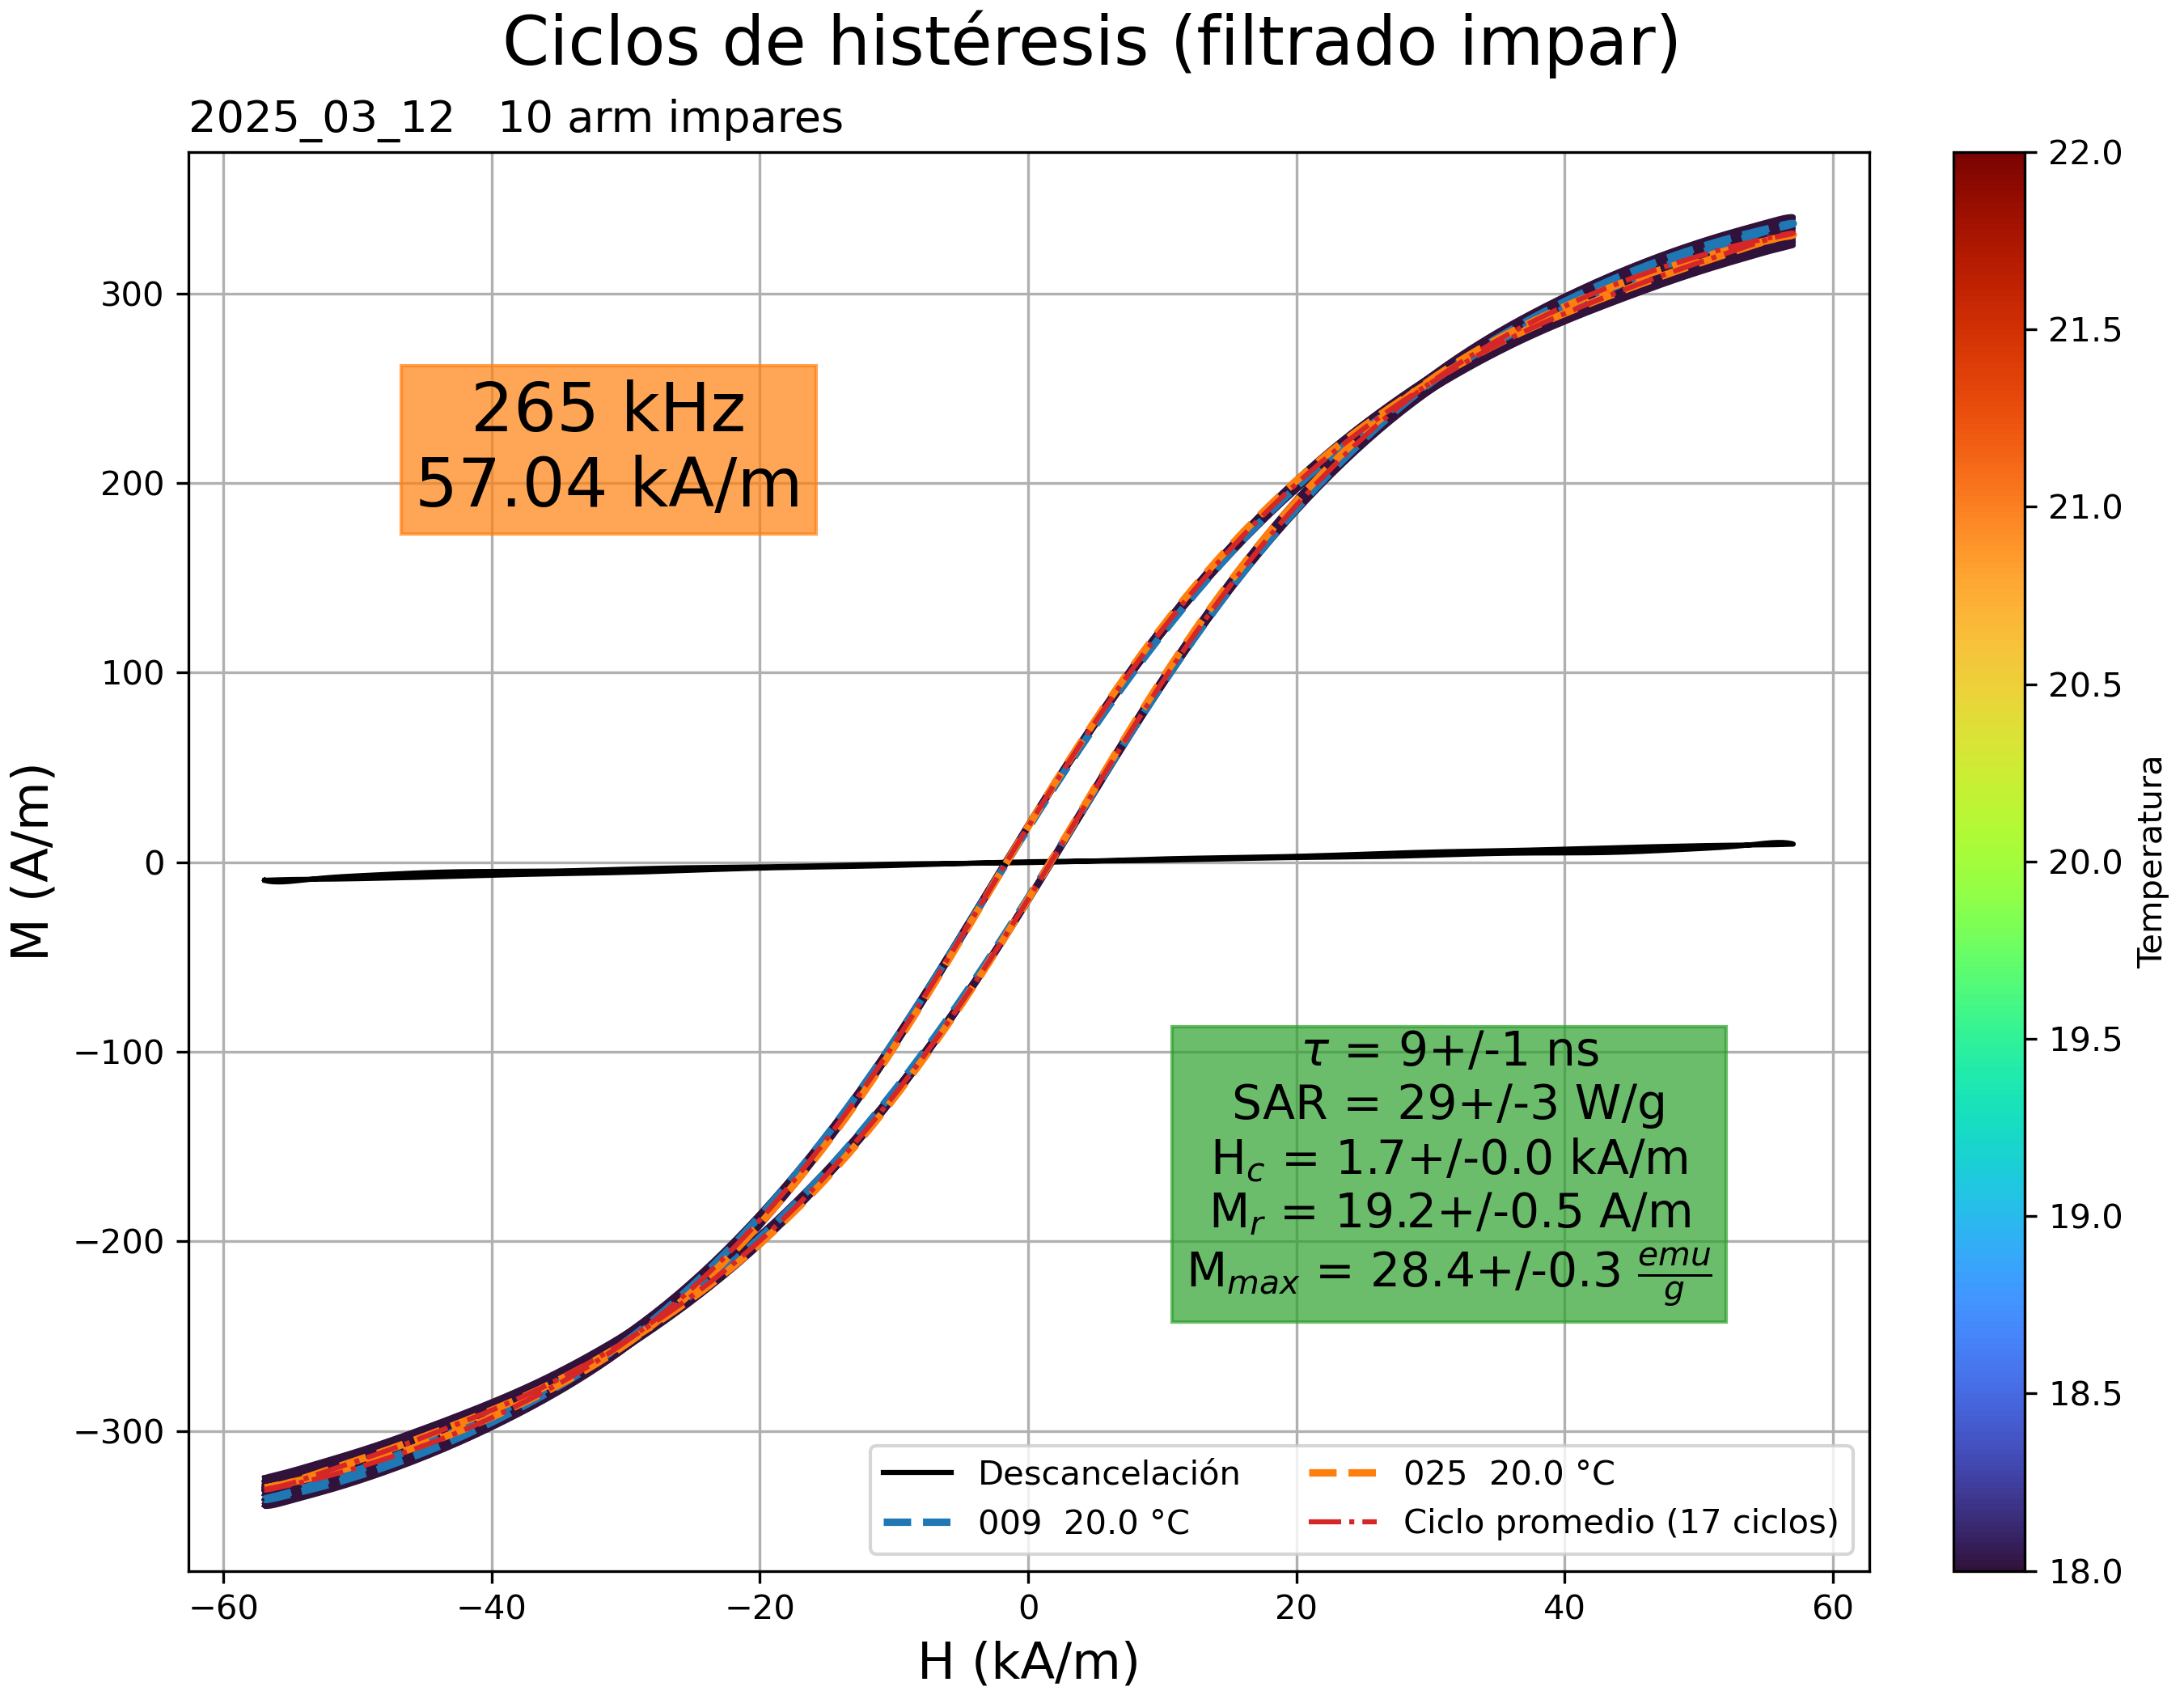 Ciclos de histéresis (filtrado impar)
2025_03_12   10 arm impares
265 kHz
57.04 kA/m
τ = 9+/-1 ns
SAR = 29+/-3 W/g
H_c = 1.7+/-0.0 kA/m
M_r = 19.2+/-0.5 A/m
M_max = 28.4+/-0.3 emu/g
Descancelación
009  20.0 °C
025  20.0 °C
Ciclo promedio (17 ciclos)
M (A/m)
300
200
100
0
−100
−200
−300
−60
−40
−20
0
20
40
60
H (kA/m)
22.0
21.5
21.0
20.5
20.0
19.5
19.0
18.5
18.0
Temperatura